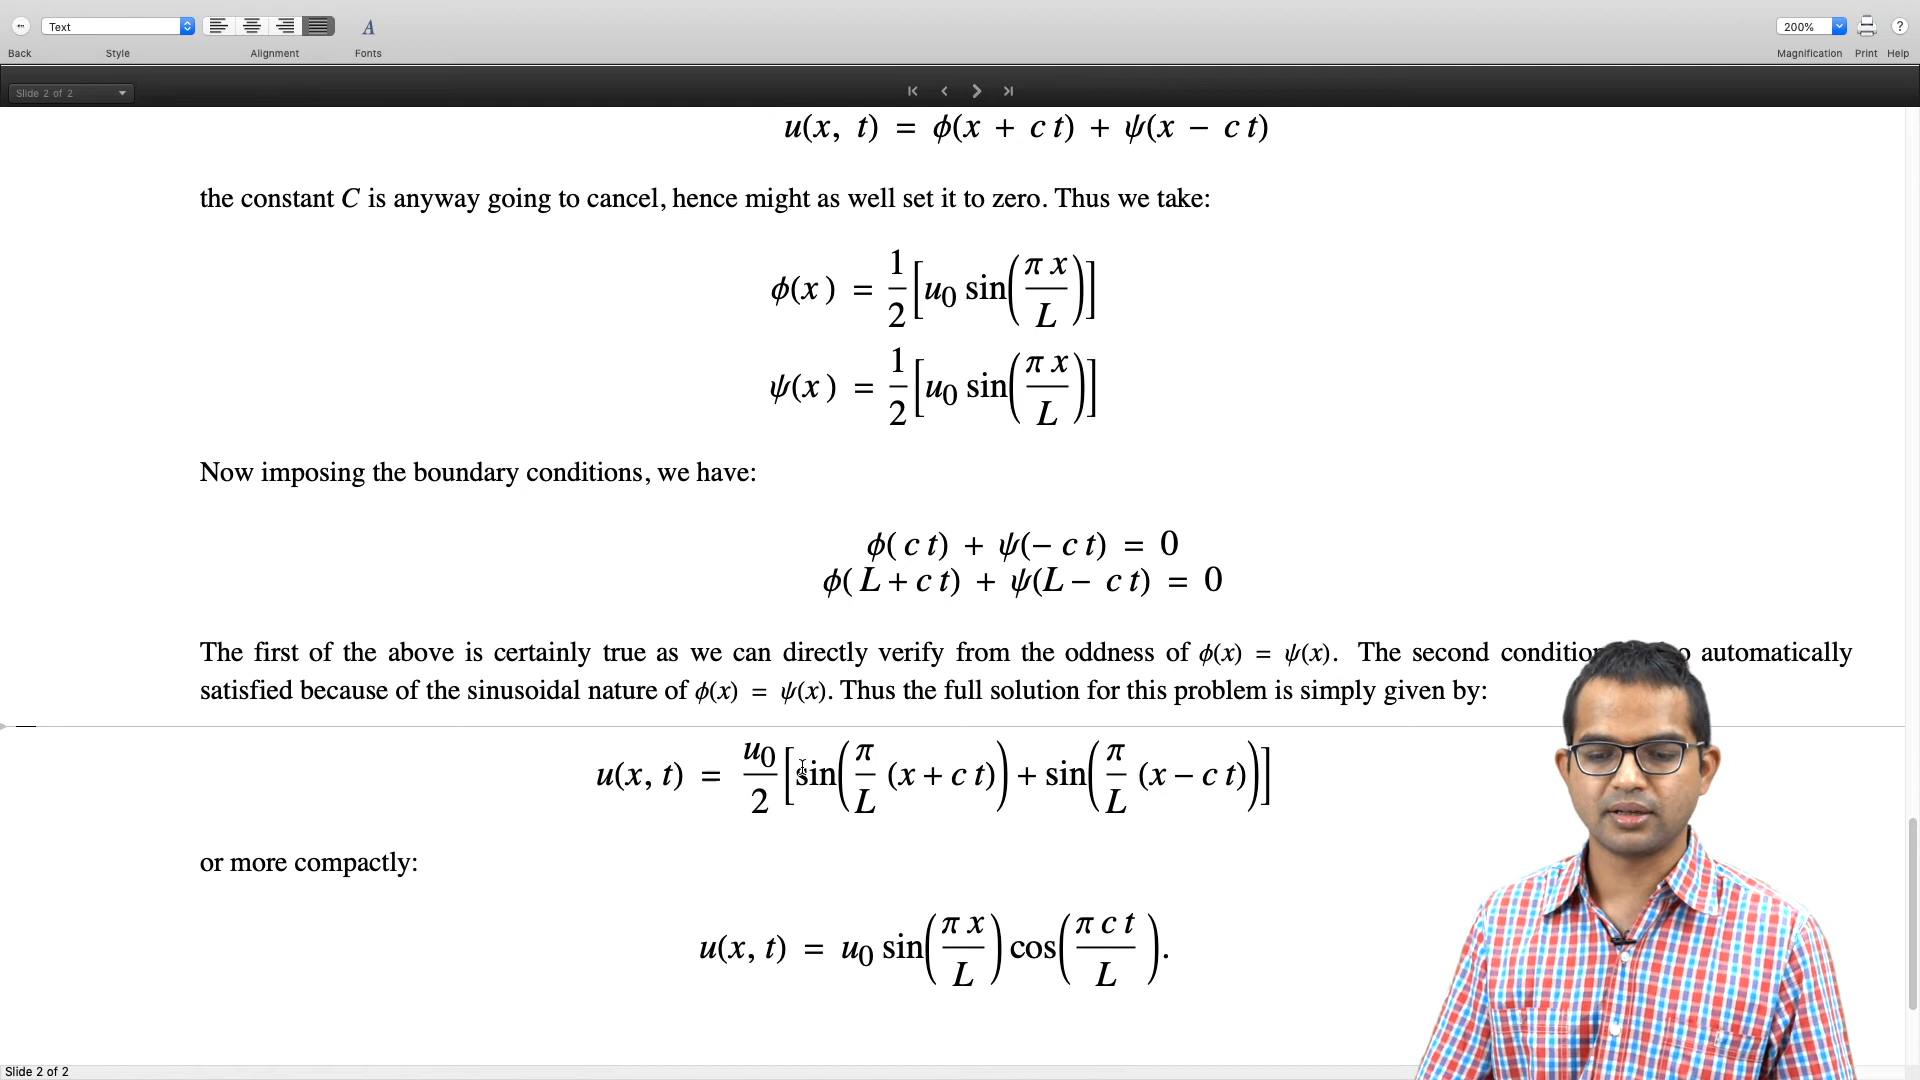 Text
200%
Back
Style
Alignment
Fonts
Magnification
Print
Help
Slide 2 of 2
u(x, t) = ϕ(x + c t) + ψ(x − c t)
the constant C is anyway going to cancel, hence might as well set it to zero. Thus we take:
ϕ(x) = 1/2 [u₀ sin(π x / L)]
ψ(x) = 1/2 [u₀ sin(π x / L)]
Now imposing the boundary conditions, we have:
ϕ( c t) + ψ(− c t) = 0
ϕ( L + c t) + ψ(L − c t) = 0
The first of the above is certainly true as we can directly verify from the oddness of ϕ(x) = ψ(x). The second automatically
satisfied because of the sinusoidal nature of ϕ(x) = ψ(x). Thus the full solution for this problem is simply given by:
u(x, t) = u₀/2 [sin(π/L (x + c t)) + sin(π/L (x − c t))]
or more compactly:
u(x, t) = u₀ sin(π x / L) cos(π c t / L).
Slide 2 of 2